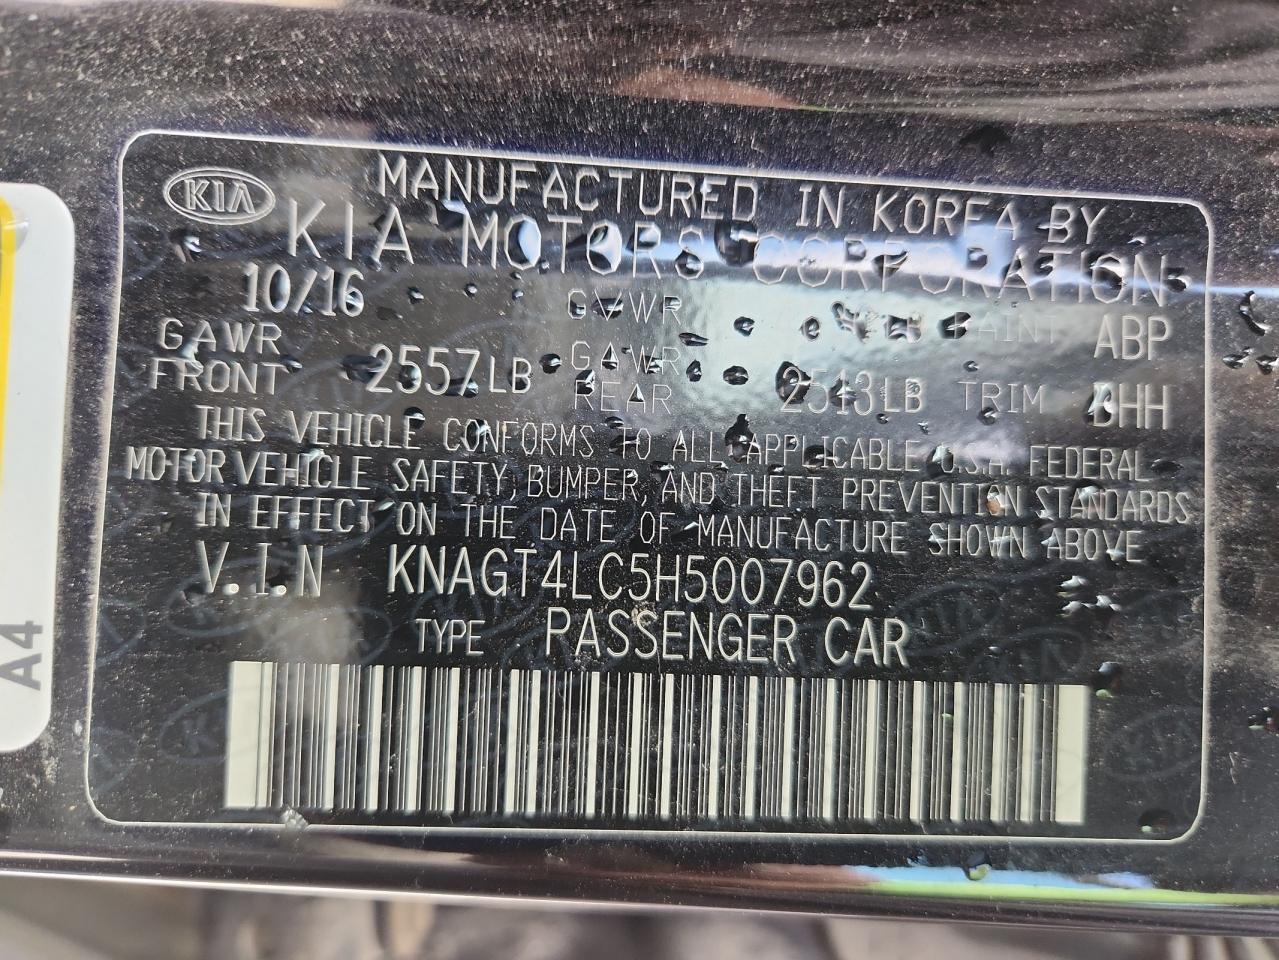 KIA
MANUFACTURED IN KOREA BY
KIA MOTORS CORPORATION
10/16 GVWR LB PAINT ABP
GAWR FRONT 2557LB GAWR REAR 2513LB TRIM BHH
THIS VEHICLE CONFORMS TO ALL APPLICABLE U.S.A. FEDERAL
MOTOR VEHICLE SAFETY, BUMPER, AND THEFT PREVENTION STANDARDS
IN EFFECT ON THE DATE OF MANUFACTURE SHOWN ABOVE
V.I.N KNAGT4LC5H5007962
TYPE PASSENGER CAR
A4